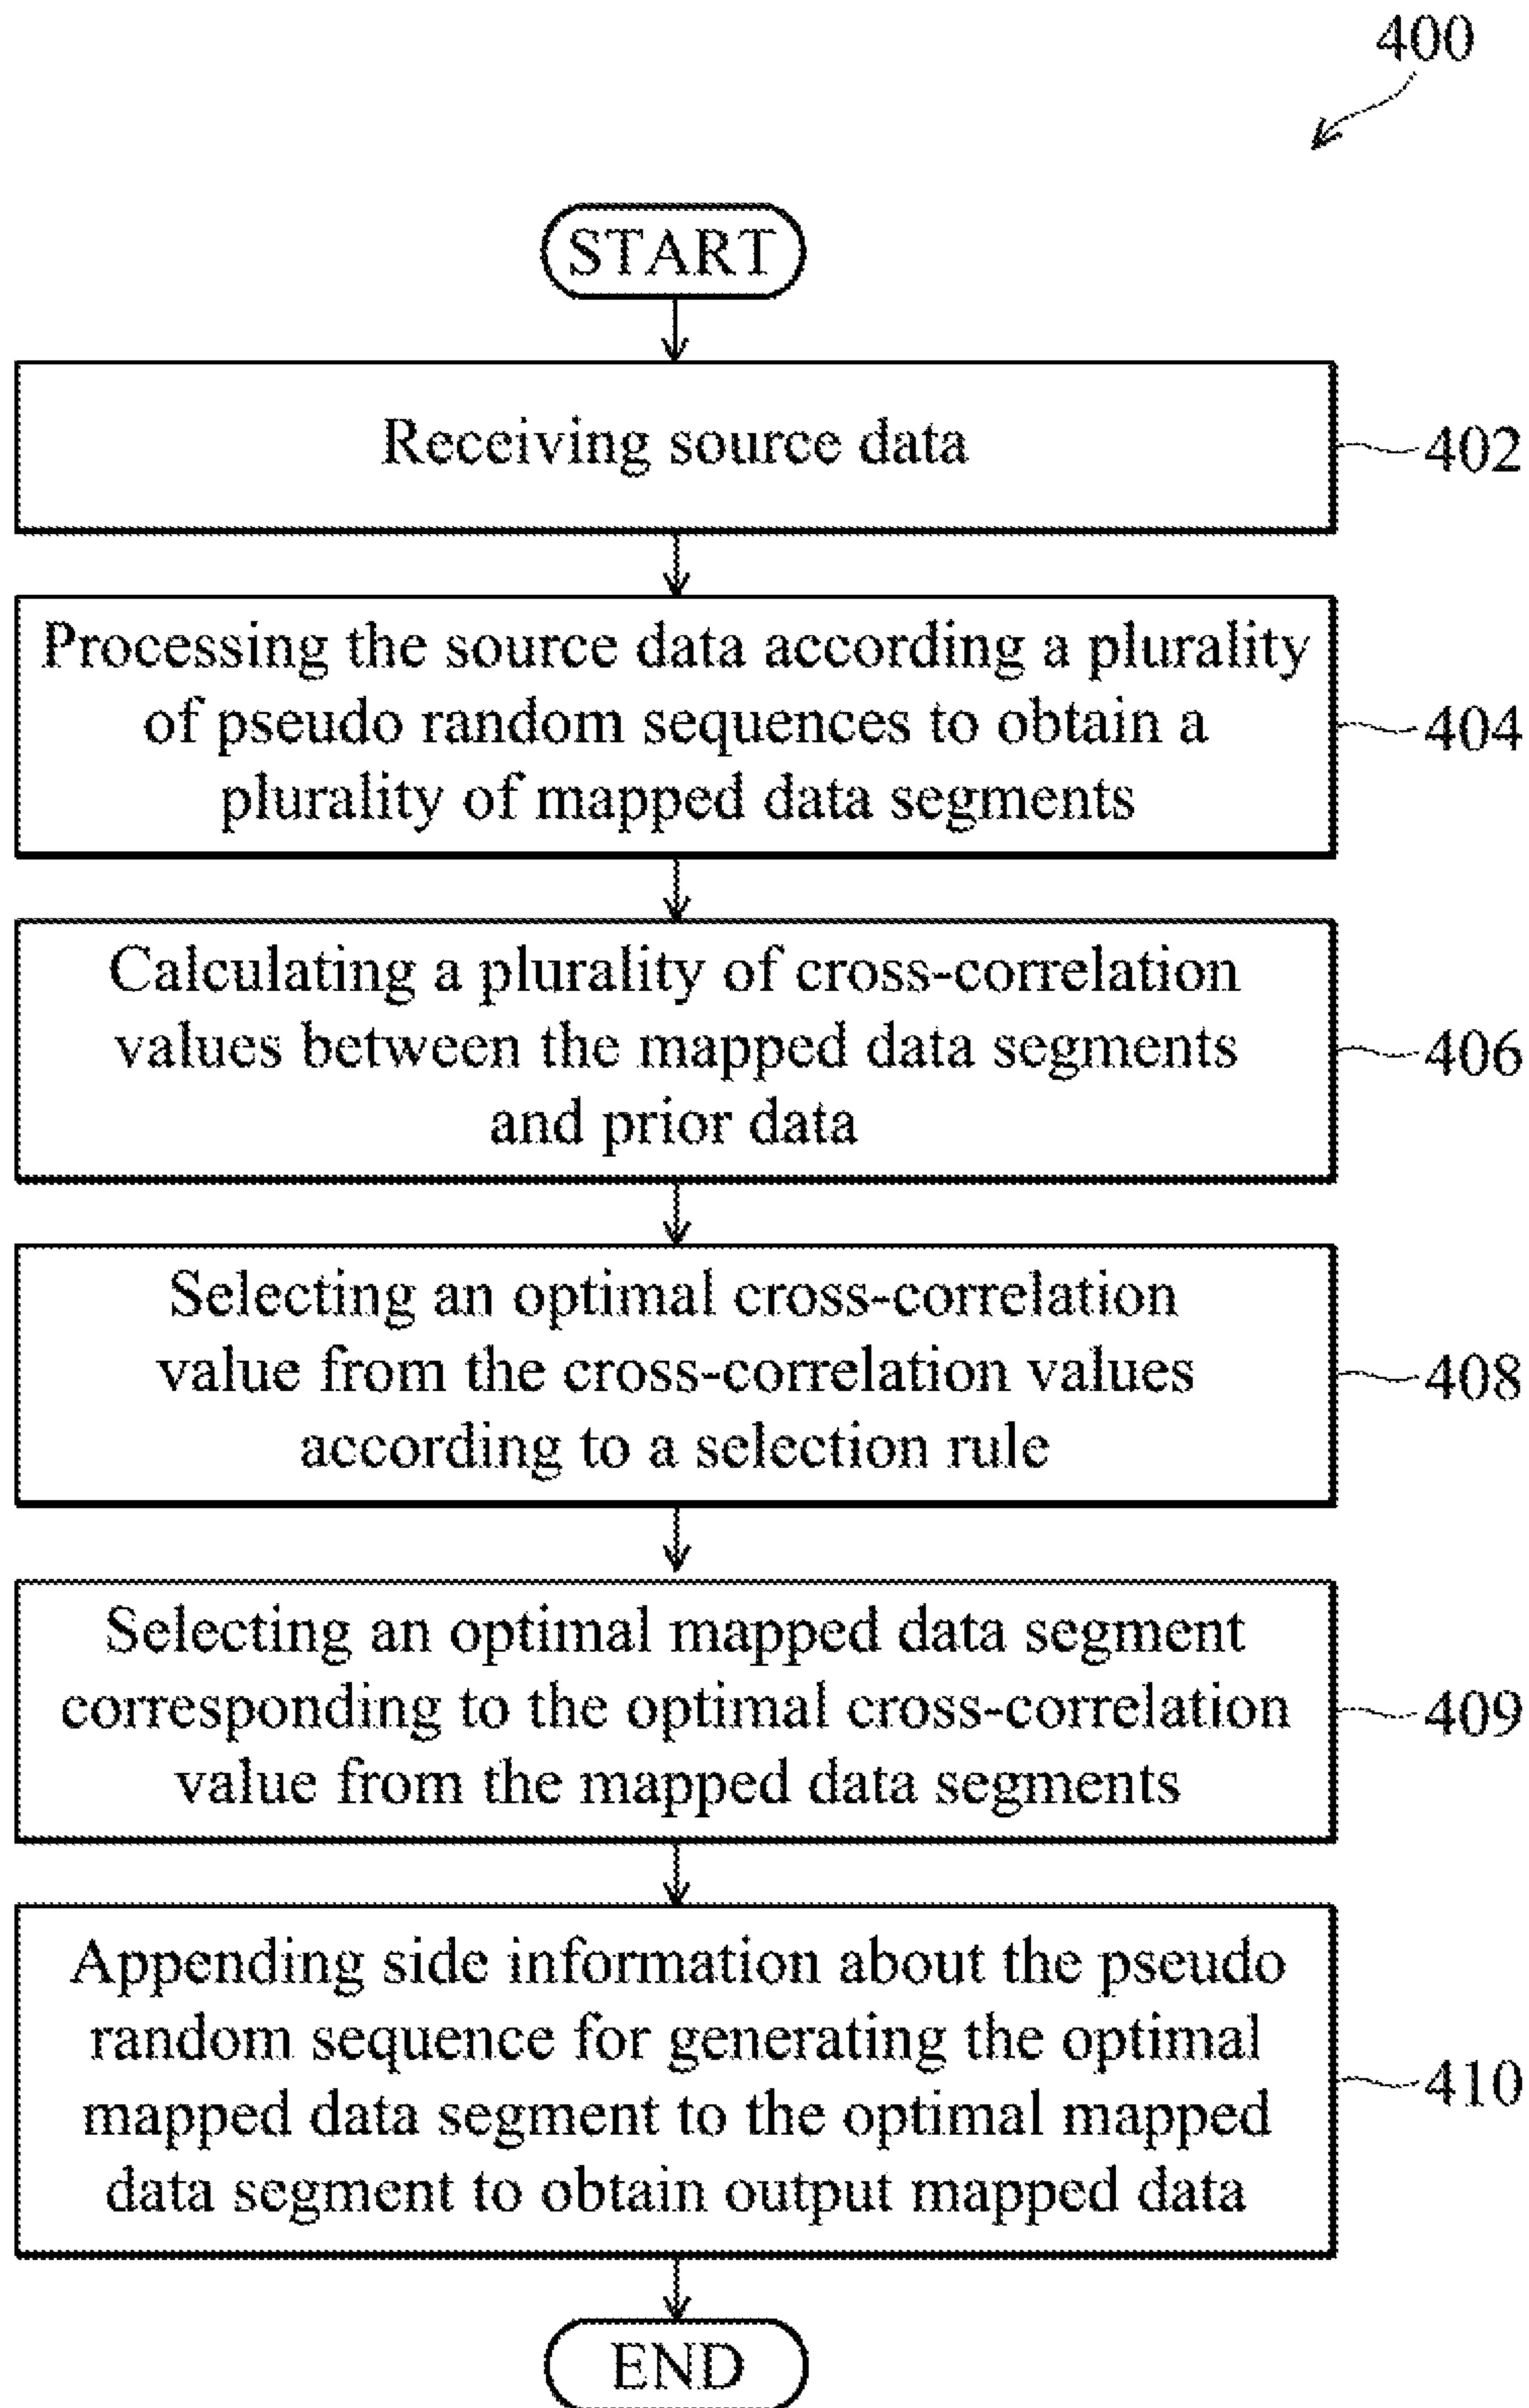 400
START
Receiving source data
402
Processing the source data according a plurality
of pseudo random sequences to obtain a
plurality of mapped data segments
404
Calculating a plurality of cross-correlation
values between the mapped data segments
and prior data
406
Selecting an optimal cross-correlation
value from the cross-correlation values
according to a selection rule
408
Selecting an optimal mapped data segment
corresponding to the optimal cross-correlation
value from the mapped data segments
409
Appending side information about the pseudo
random sequence for generating the optimal
mapped data segment to the optimal mapped
data segment to obtain output mapped data
410
END